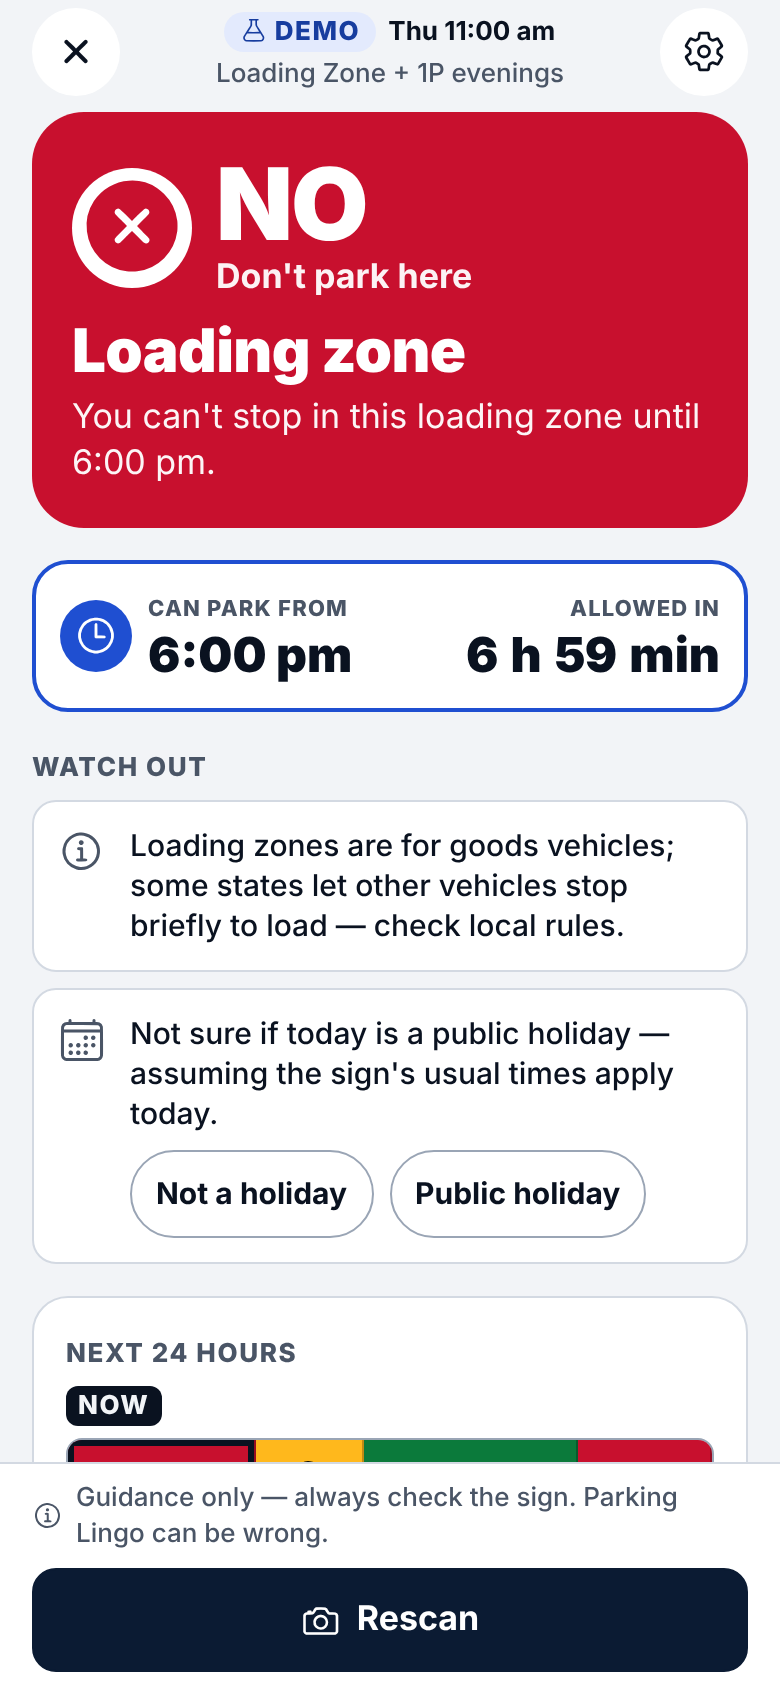 DEMO Thu 11:00 am
Loading Zone + 1P evenings
NO
Don't park here
Loading zone
You can't stop in this loading zone until
6:00 pm.
CAN PARK FROM
6:00 pm
ALLOWED IN
6 h 59 min
WATCH OUT
Loading zones are for goods vehicles;
some states let other vehicles stop
briefly to load — check local rules.
Not sure if today is a public holiday —
assuming the sign's usual times apply
today.
Not a holiday
Public holiday
NEXT 24 HOURS
NOW
Guidance only — always check the sign. Parking
Lingo can be wrong.
Rescan